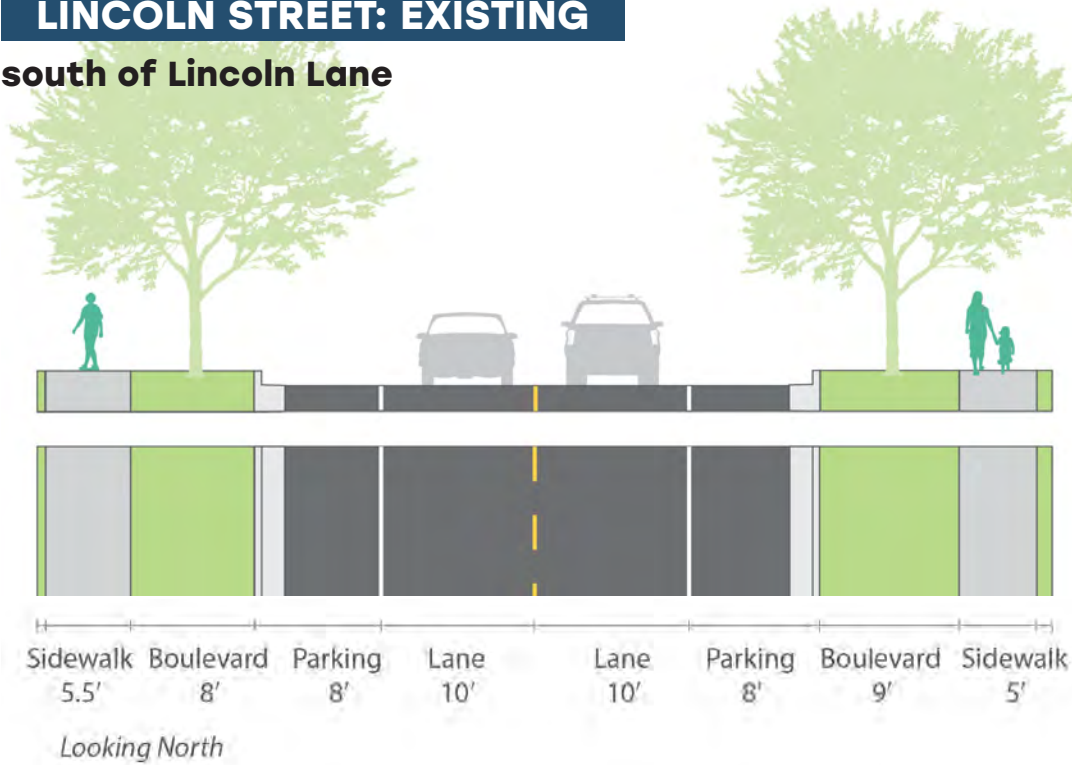 LINCOLN STREET: EXISTING
south of Lincoln Lane
Sidewalk Boulevard Parking Lane Lane Parking Boulevard Sidewalk
5.5' 8' 8' 10' 10' 8' 9' 5'
Looking North